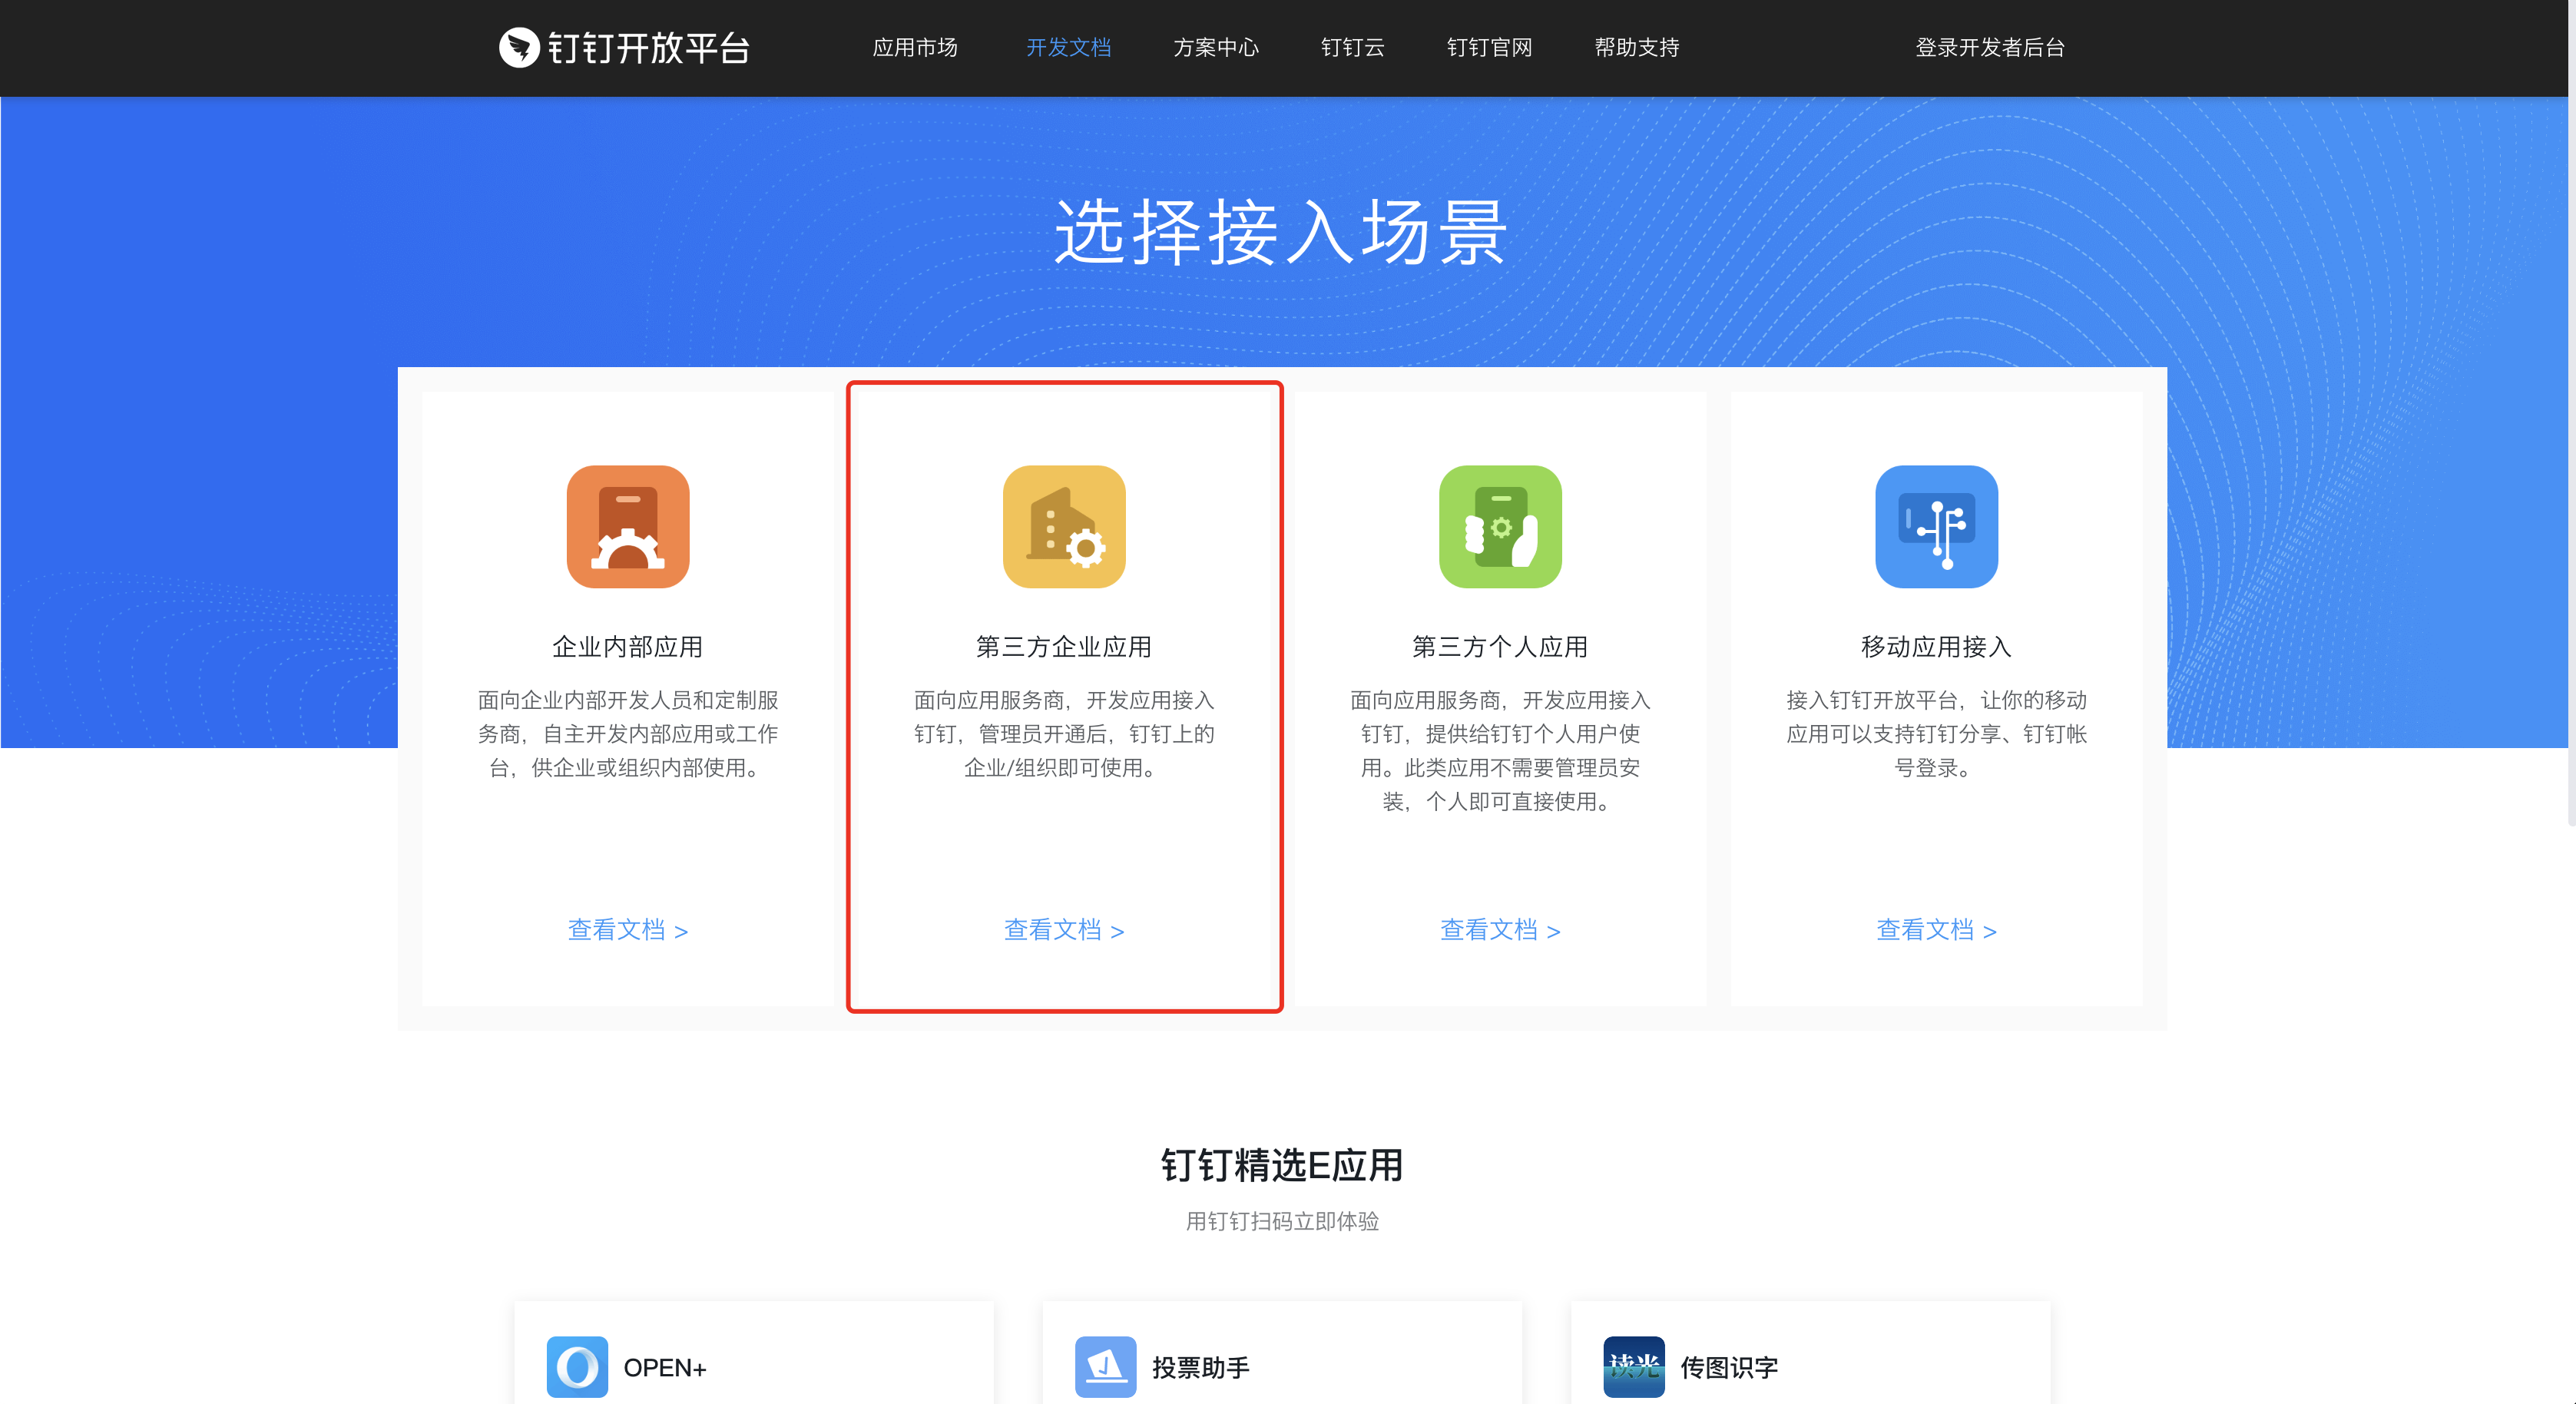 钉钉开放平台 应用市场 开发文档 方案中心 钉钉云 钉钉官网 帮助支持 登录开发者后台
选择接入场景
企业内部应用
面向企业内部开发人员和定制服
务商，自主开发内部应用或工作
台，供企业或组织内部使用。
查看文档 >
第三方企业应用
面向应用服务商，开发应用接入
钉钉，管理员开通后，钉钉上的
企业/组织即可使用。
查看文档 >
第三方个人应用
面向应用服务商，开发应用接入
钉钉，提供给钉钉个人用户使
用。此类应用不需要管理员安
装，个人即可直接使用。
查看文档 >
移动应用接入
接入钉钉开放平台，让你的移动
应用可以支持钉钉分享、钉钉帐
号登录。
查看文档 >
钉钉精选E应用
用钉钉扫码立即体验
OPEN+
投票助手
读光 传图识字